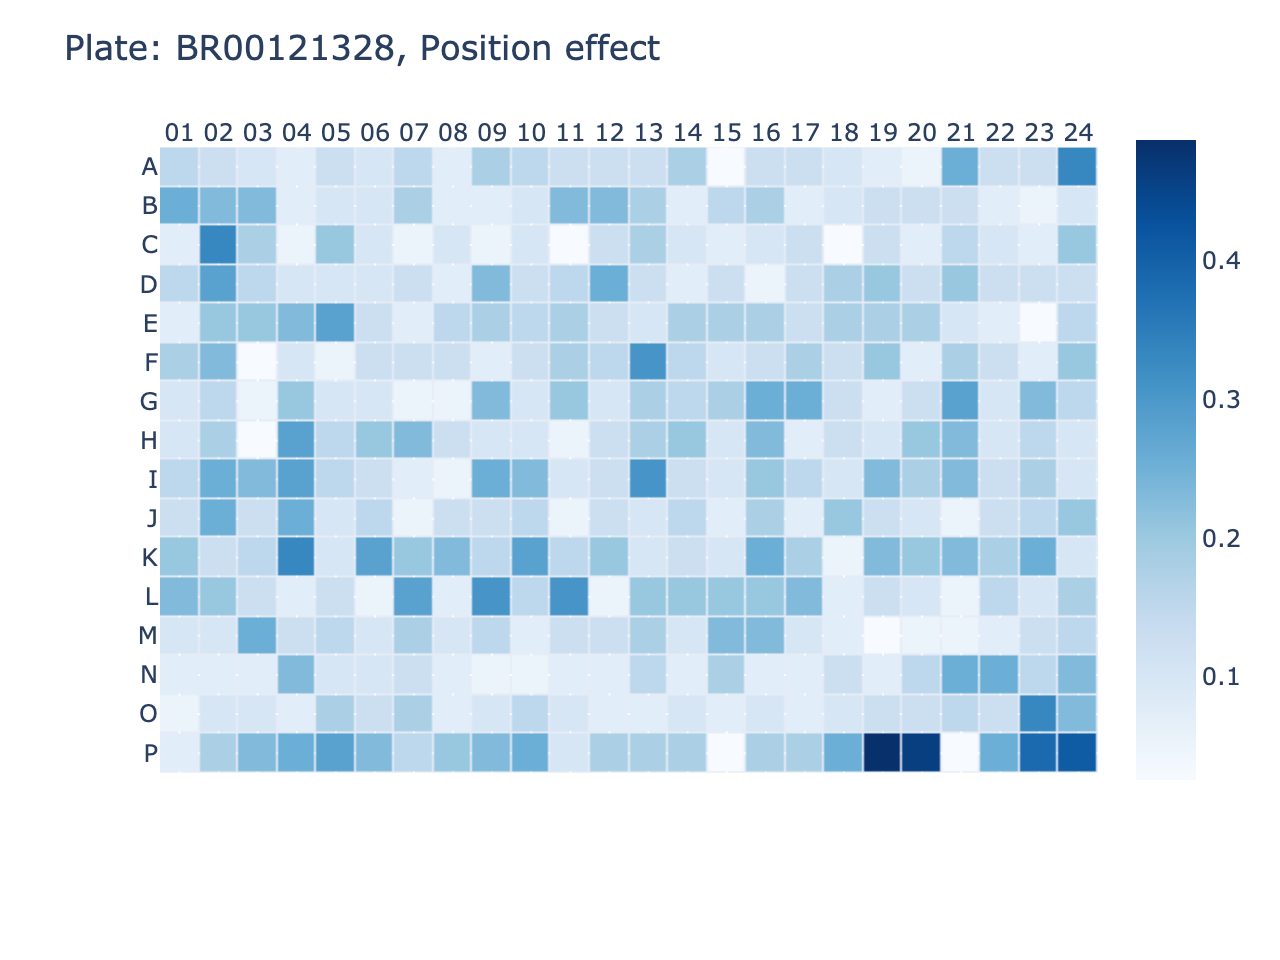 Plate: BR00121328, Position effect
01 02 03 04 05 06 07 08 09 10 11 12 13 14 15 16 17 18 19 20 21 22 23 24
A
B
C
D
E
F
G
H
I
J
K
L
M
N
O
P
0.4
0.3
0.2
0.1